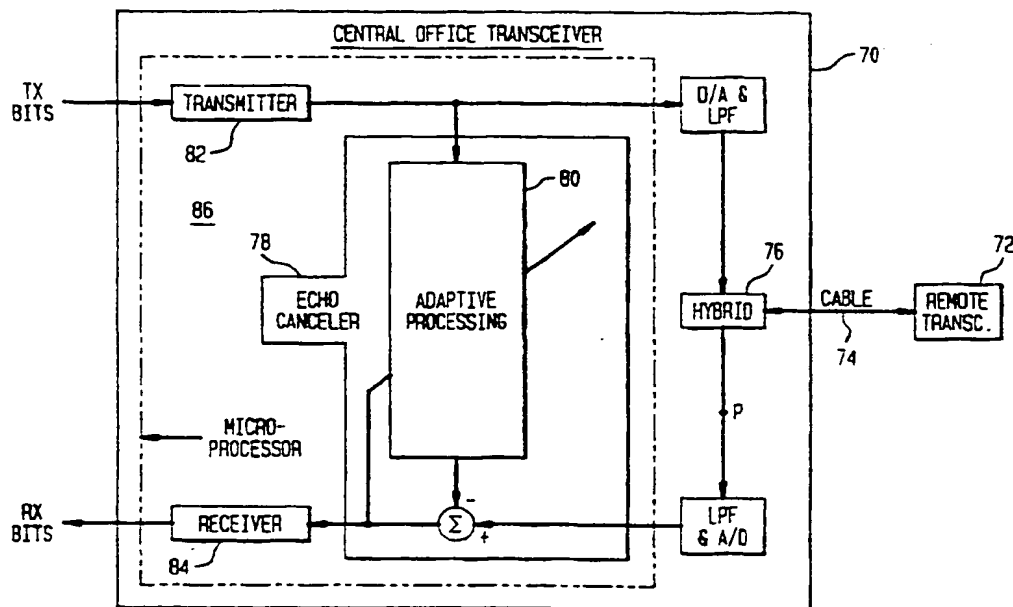 CENTRAL OFFICE TRANSCEIVER
70
TX
BITS
TRANSMITTER
82
D/A &
LPF
80
86
78
ECHO
CANCELER
ADAPTIVE
PROCESSING
76
HYBRID
CABLE
74
72
REMOTE
TRANSC.
P
MICRO-
PROCESSOR
-
Σ
+
RX
BITS
RECEIVER
84
LPF
& A/D